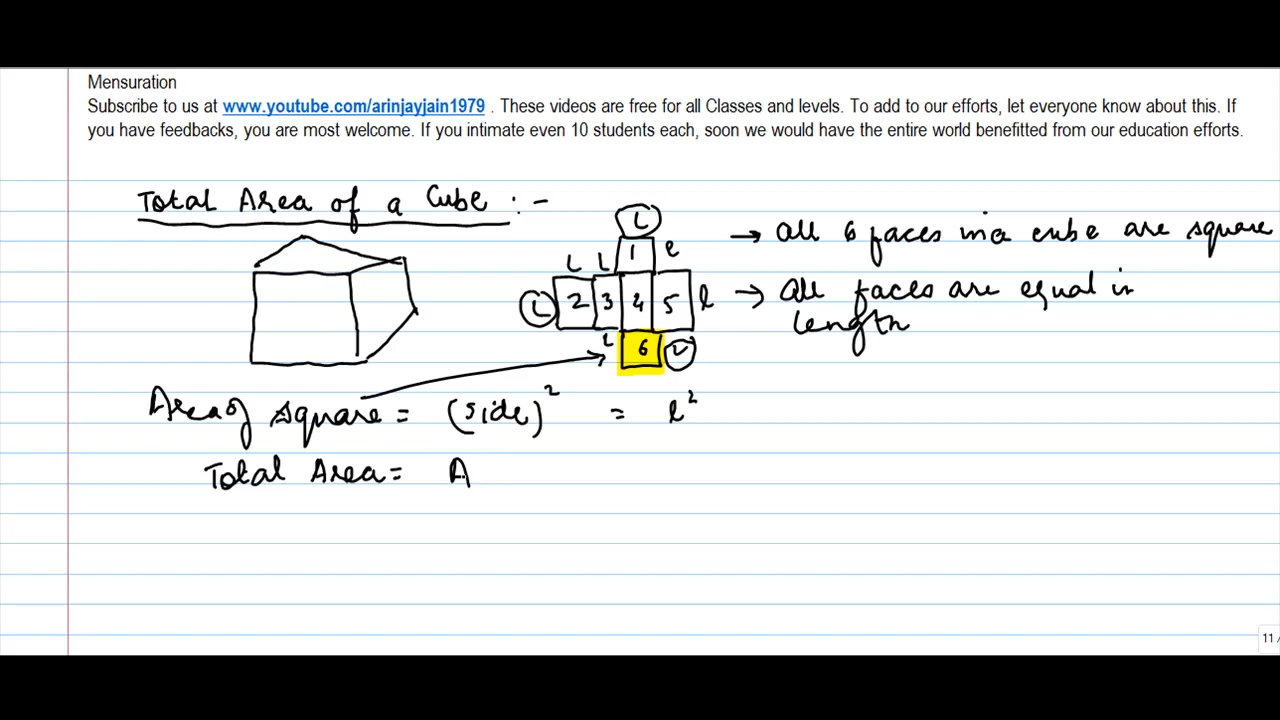 Mensuration
Subscribe to us at www.youtube.com/arinjayjain1979 . These videos are free for all Classes and levels. To add to our efforts, let everyone know about this. If
you have feedbacks, you are most welcome. If you intimate even 10 students each, soon we would have the entire world benefitted from our education efforts.
Total Area of a Cube :-
L
1
L L l
L 2 3 4 5 l
L 6
→ All 6 faces in a cube are square
→ All faces are equal in
length
Area of square = (side)² = l²
Total Area = A
11/